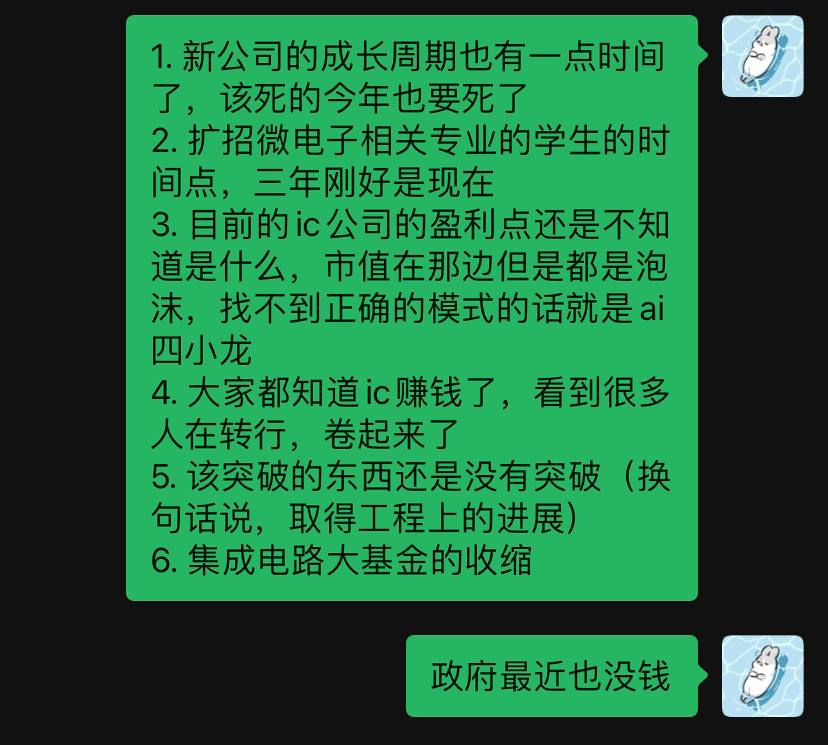 1. 新公司的成长周期也有一点时间
了，该死的今年也要死了
2. 扩招微电子相关专业的学生的时
间点，三年刚好是现在
3. 目前的ic公司的盈利点还是不知
道是什么，市值在那边但是都是泡
沫，找不到正确的模式的话就是ai
四小龙
4. 大家都知道ic赚钱了，看到很多
人在转行，卷起来了
5. 该突破的东西还是没有突破（换
句话说，取得工程上的进展）
6. 集成电路大基金的收缩
政府最近也没钱